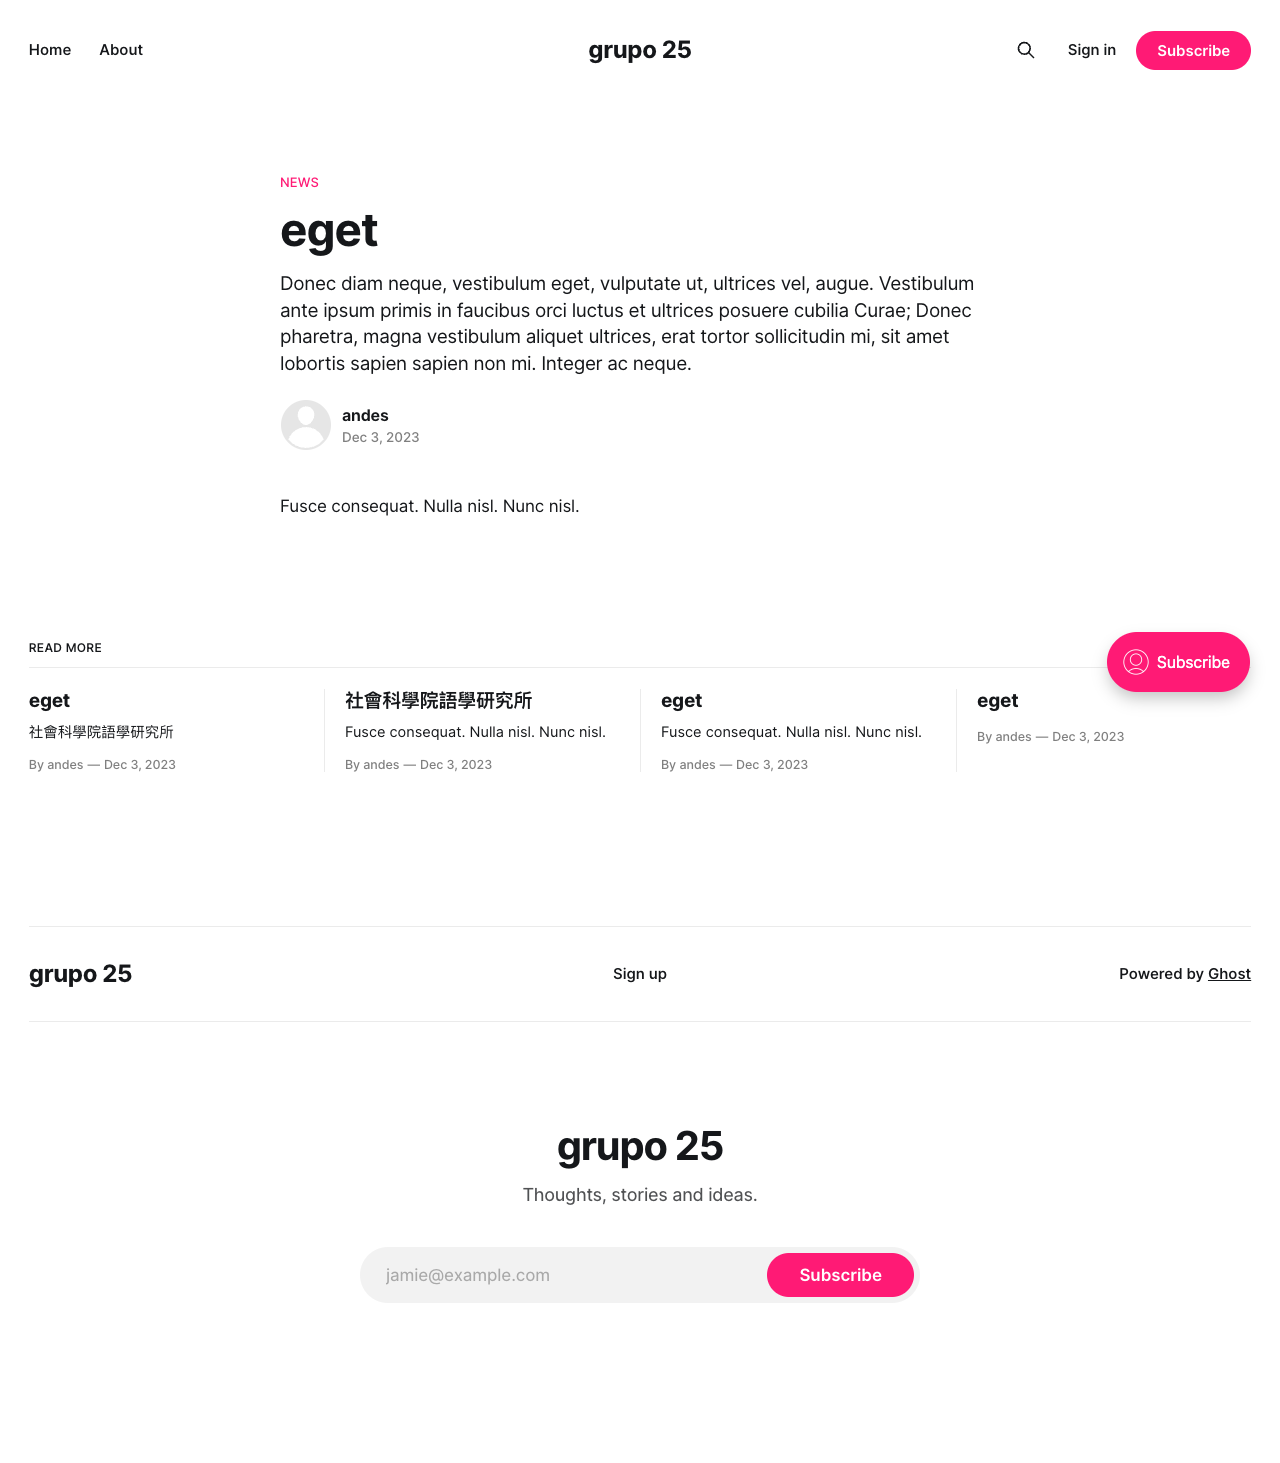 Home
About
grupo 25
Sign in
Subscribe
NEWS
eget
Donec diam neque, vestibulum eget, vulputate ut, ultrices vel, augue. Vestibulum
ante ipsum primis in faucibus orci luctus et ultrices posuere cubilia Curae; Donec
pharetra, magna vestibulum aliquet ultrices, erat tortor sollicitudin mi, sit amet
lobortis sapien sapien non mi. Integer ac neque.
andes
Dec 3, 2023
Fusce consequat. Nulla nisl. Nunc nisl.
READ MORE
Subscribe
eget
社會科學院語學研究所
By andes — Dec 3, 2023
社會科學院語學研究所
Fusce consequat. Nulla nisl. Nunc nisl.
By andes — Dec 3, 2023
eget
Fusce consequat. Nulla nisl. Nunc nisl.
By andes — Dec 3, 2023
eget
By andes — Dec 3, 2023
grupo 25
Sign up
Powered by Ghost
grupo 25
Thoughts, stories and ideas.
jamie@example.com
Subscribe